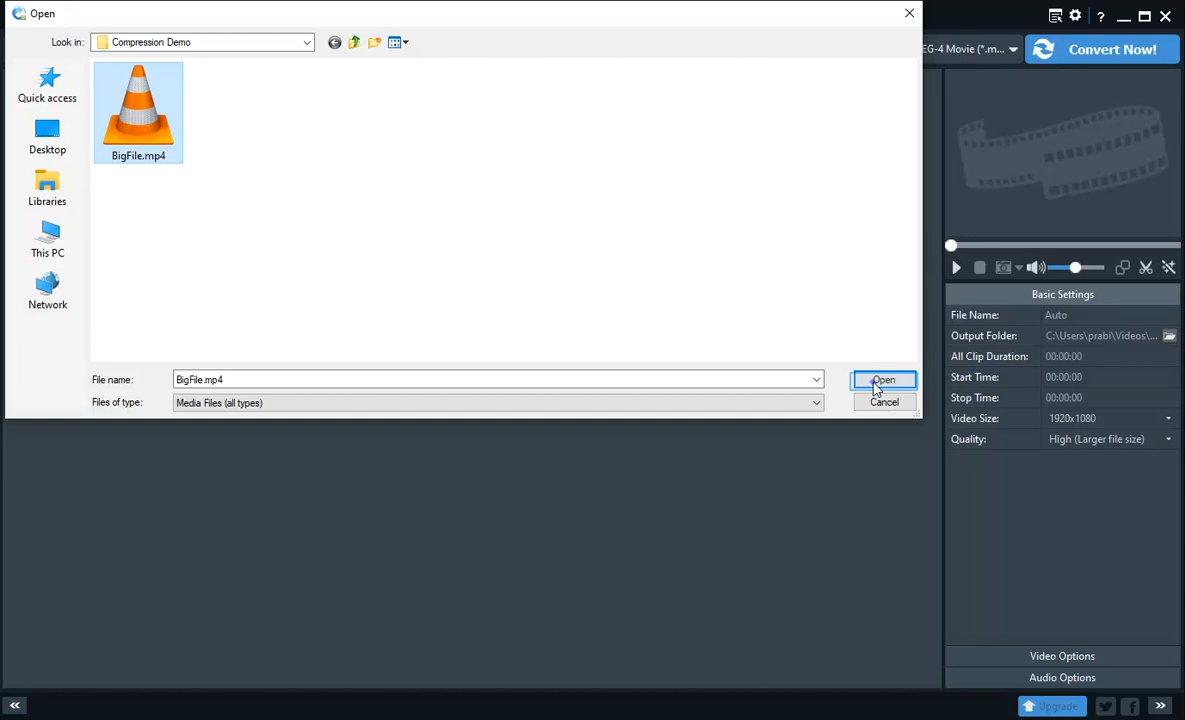 Open
Look in: Compression Demo
?
EG-4 Movie (*.m...
Convert Now!
Quick access
Desktop
Libraries
This PC
Network
BigFile.mp4
File name: BigFile.mp4
Open
Files of type: Media Files (all types)
Cancel
Basic Settings
File Name: Auto
Output Folder: C:\Users\prabi\Videos\...
All Clip Duration: 00:00:00
Start Time: 00:00:00
Stop Time: 00:00:00
Video Size: 1920x1080
Quality: High (Larger file size)
Video Options
Audio Options
Upgrade